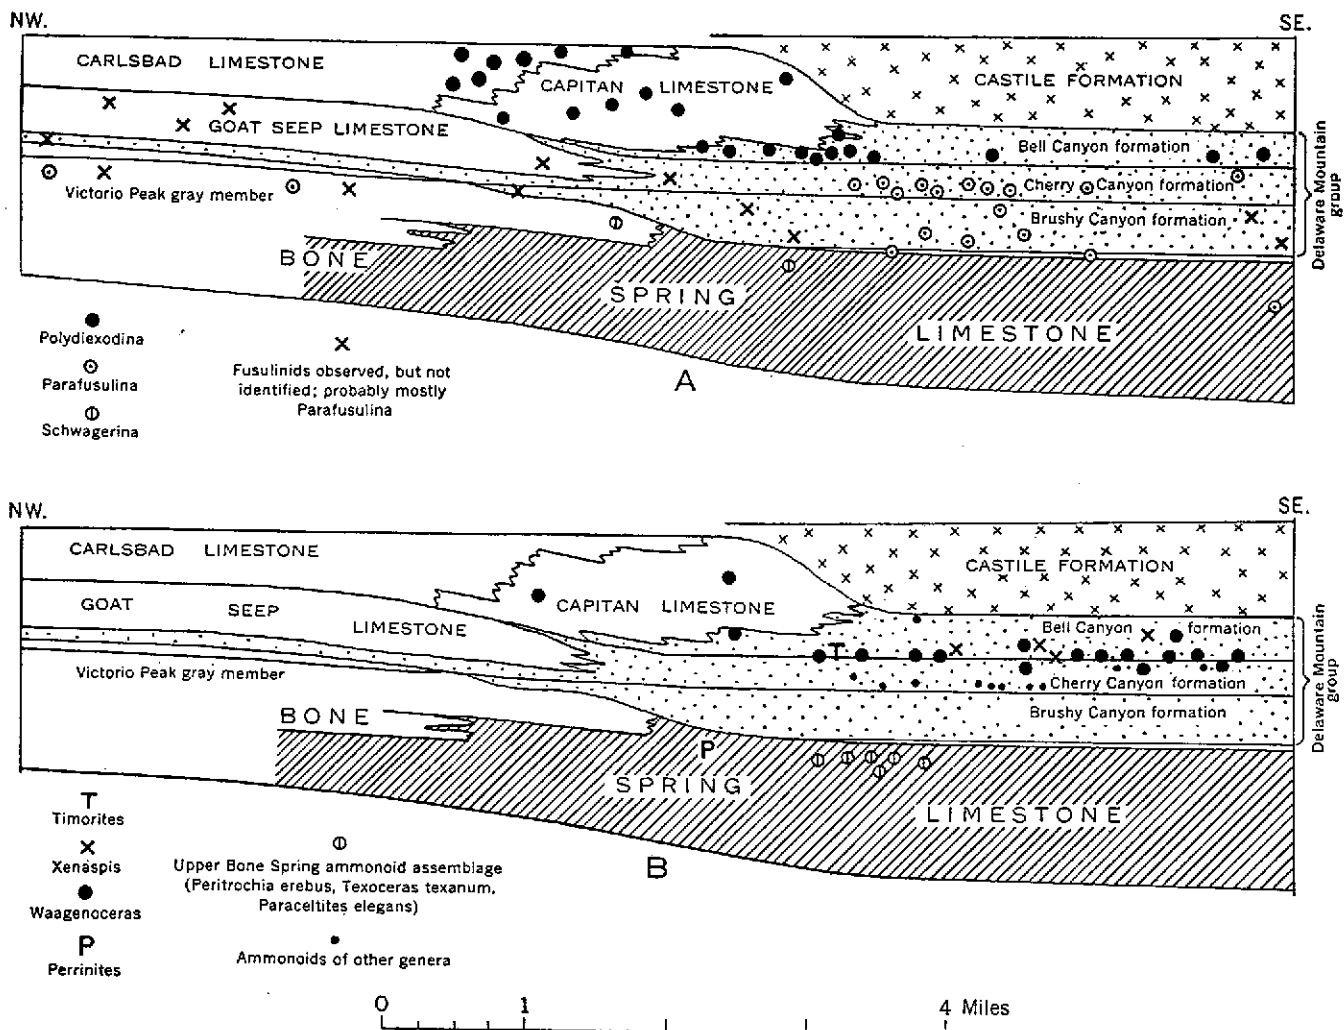 NW.
SE.
CARLSBAD LIMESTONE
CAPITAN LIMESTONE
CASTILE FORMATION
GOAT SEEP LIMESTONE
Bell Canyon formation
Victorio Peak gray member
Cherry Canyon formation
Brushy Canyon formation
Delaware Mountain
group
BONE
SPRING
LIMESTONE
Polydiexodina
Parafusulina
Schwagerina
Fusulinids observed, but not
identified; probably mostly
Parafusulina
A
NW.
SE.
CARLSBAD LIMESTONE
CASTILE FORMATION
GOAT SEEP LIMESTONE
CAPITAN LIMESTONE
Bell Canyon formation
T
Victorio Peak gray member
Cherry Canyon formation
Brushy Canyon formation
Delaware Mountain
group
BONE
P
SPRING
LIMESTONE
T
Timorites
Xenaspis
Waagenoceras
P
Perrinites
Upper Bone Spring ammonoid assemblage
(Peritrochia erebus, Texoceras texanum,
Paraceltites elegans)
Ammonoids of other genera
B
0 1 4 Miles